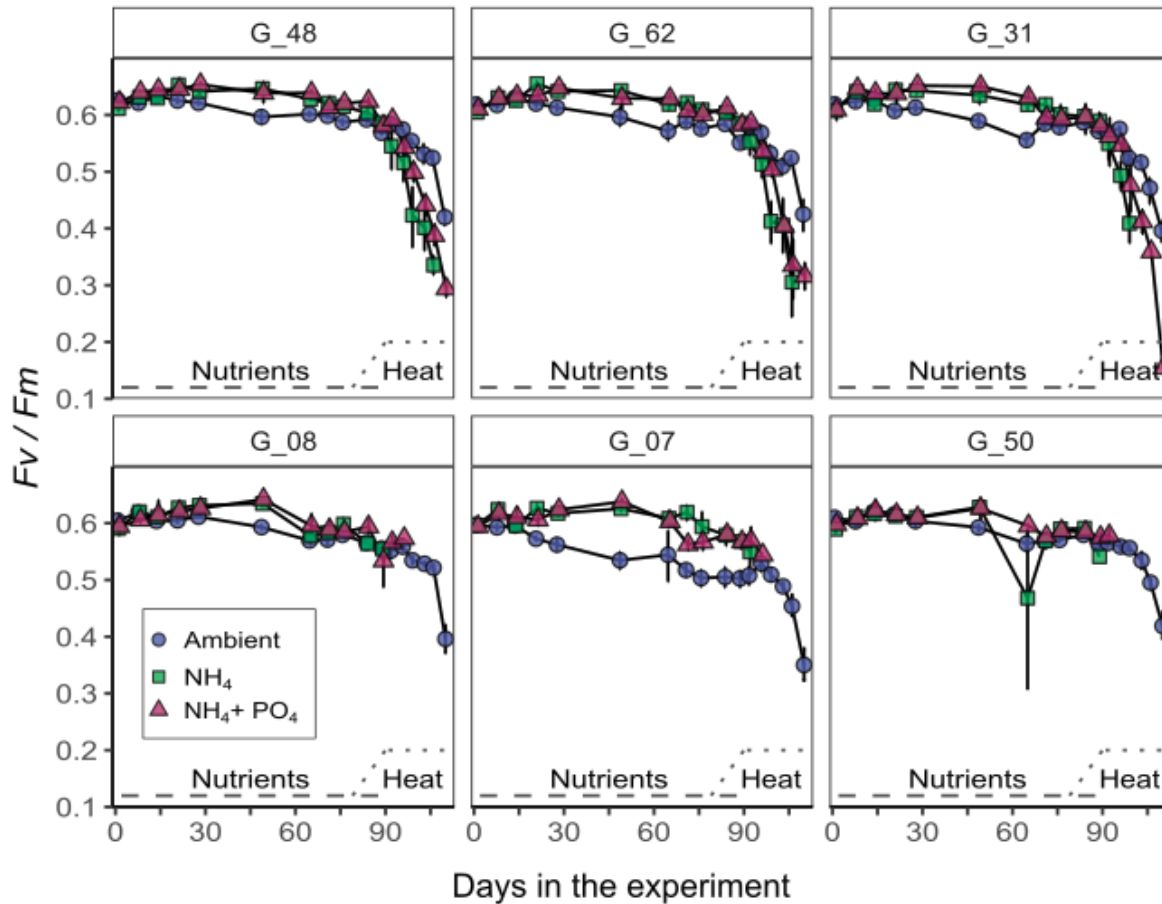 G_48 G_62 G_31
0.6
0.5
0.4
0.3
0.2
0.1
Nutrients Heat Nutrients Heat Nutrients Heat
Fv / Fm
G_08 G_07 G_50
0.6
0.5
0.4
0.3
0.2
0.1
Ambient
NH₄
NH₄+ PO₄
Nutrients Heat Nutrients Heat Nutrients Heat
0 30 60 90 0 30 60 90 0 30 60 90
Days in the experiment